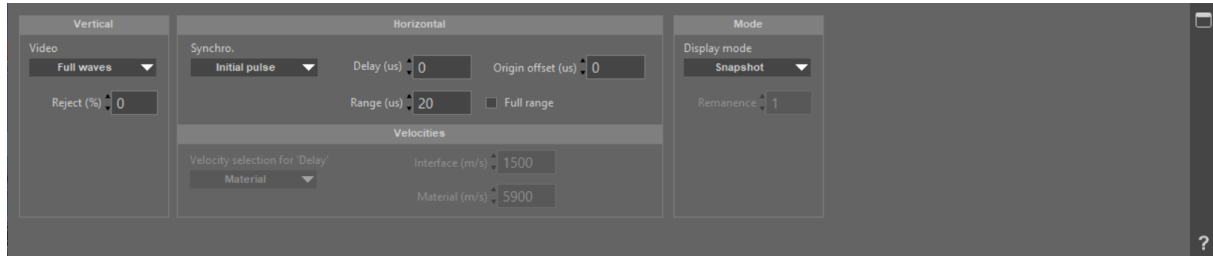 Vertical
Video
Full waves
Reject (%) 0
Horizontal
Synchro.
Initial pulse
Delay (us) 0
Origin offset (us) 0
Range (us) 20
Full range
Velocities
Velocity selection for 'Delay'
Material
Interface (m/s) 1500
Material (m/s) 5900
Mode
Display mode
Snapshot
Remanence 1
?